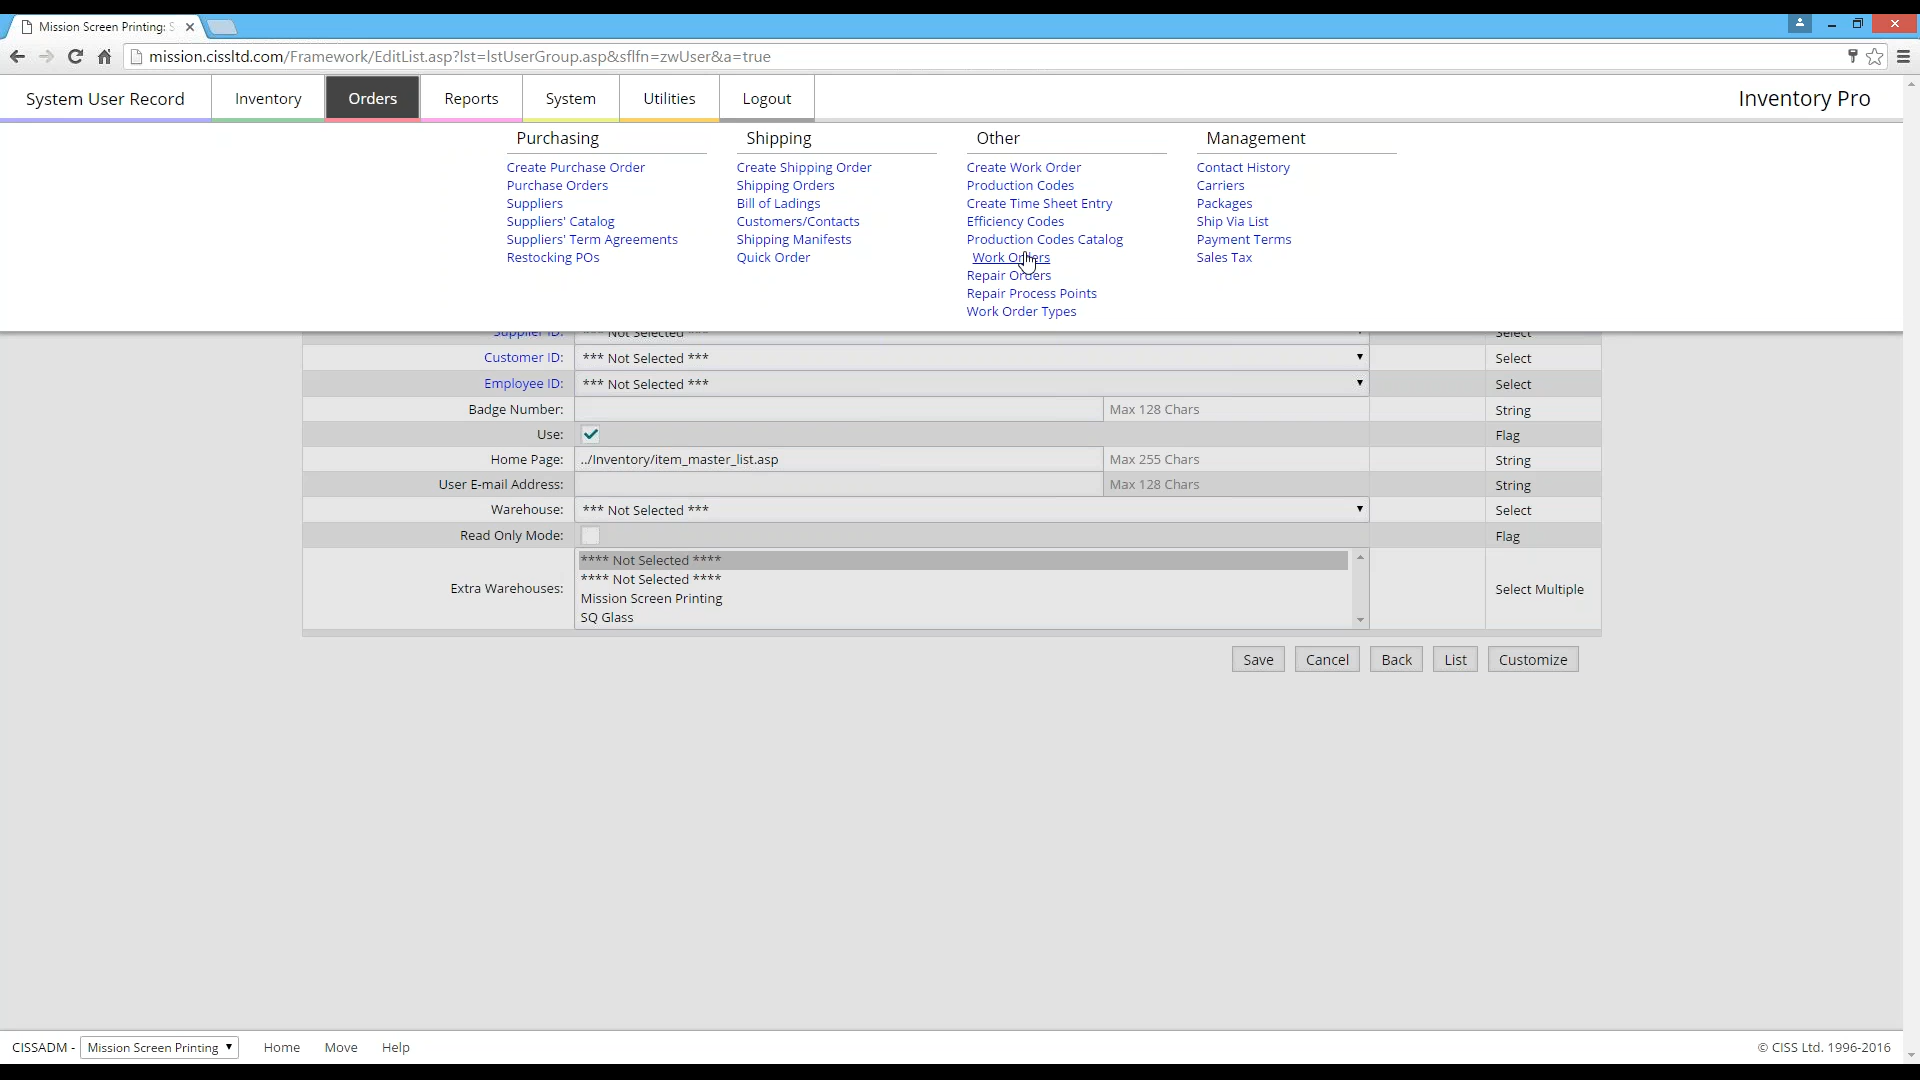 Mission Screen Printing: S
mission.cissltd.com/Framework/EditList.asp?lst=lstUserGroup.asp&sflfn=zwUser&a=true
System User Record Inventory Orders Reports System Utilities Logout Inventory Pro
Purchasing
Create Purchase Order
Purchase Orders
Suppliers
Suppliers' Catalog
Suppliers' Term Agreements
Restocking POs
Shipping
Create Shipping Order
Shipping Orders
Bill of Ladings
Customers/Contacts
Shipping Manifests
Quick Order
Other
Create Work Order
Production Codes
Create Time Sheet Entry
Efficiency Codes
Production Codes Catalog
Work Orders
Repair Orders
Repair Process Points
Work Order Types
Management
Contact History
Carriers
Packages
Ship Via List
Payment Terms
Sales Tax
Supplier ID: *** Not Selected *** Select
Customer ID: *** Not Selected *** Select
Employee ID: *** Not Selected *** Select
Badge Number: Max 128 Chars String
Use: Flag
Home Page: ../Inventory/item_master_list.asp Max 255 Chars String
User E-mail Address: Max 128 Chars String
Warehouse: *** Not Selected *** Select
Read Only Mode: Flag
Extra Warehouses: Select Multiple
**** Not Selected ****
**** Not Selected ****
Mission Screen Printing
SQ Glass
Save Cancel Back List Customize
CISSADM - Mission Screen Printing Home Move Help © CISS Ltd. 1996-2016